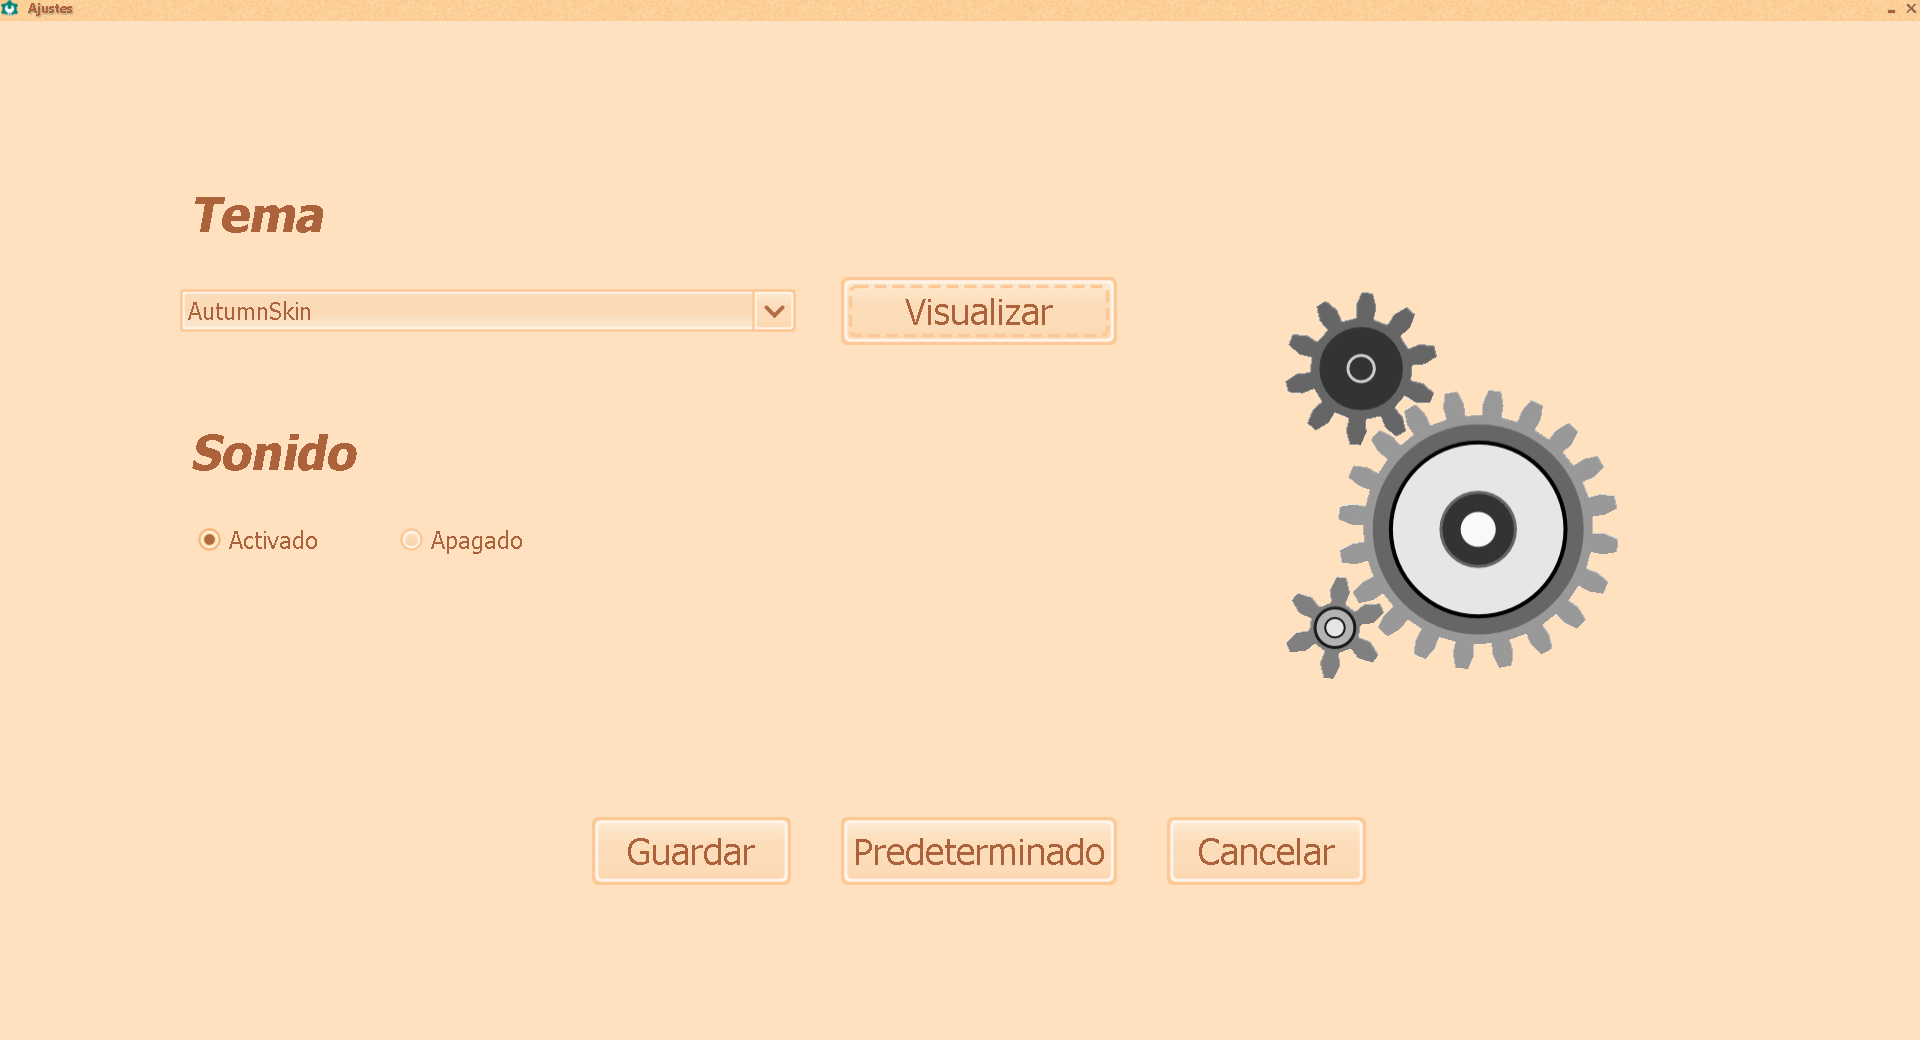 Ajustes
Tema
AutumnSkin
Visualizar
Sonido
Activado
Apagado
Guardar
Predeterminado
Cancelar